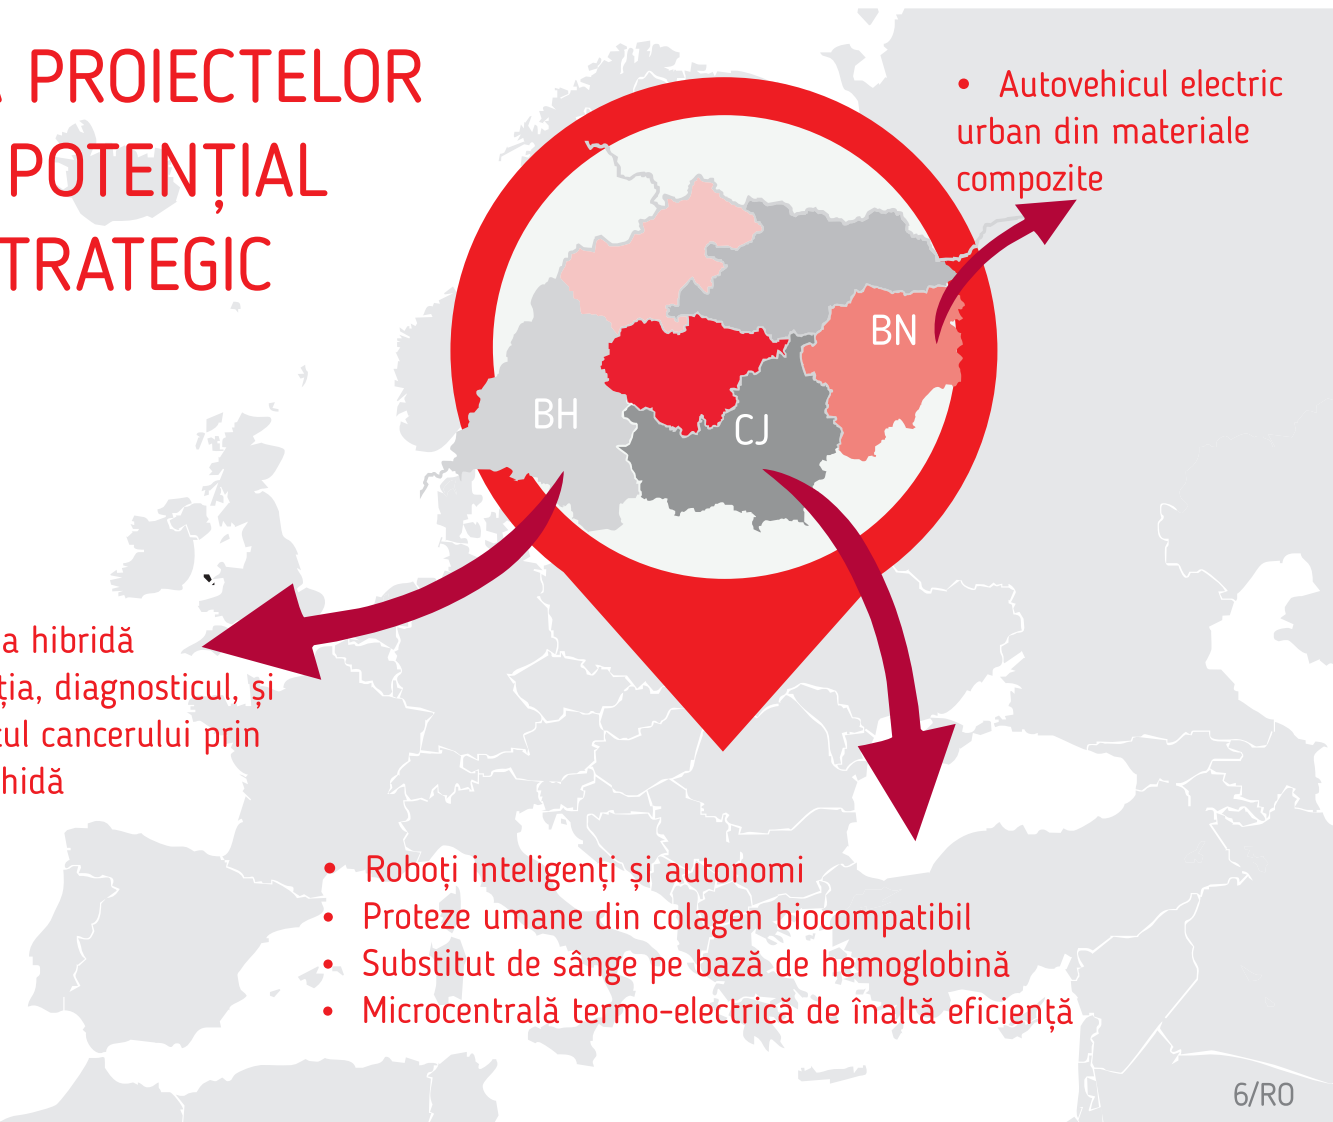 PROIECTELOR
POTENȚIAL
TRATEGIC
• Autovehicul electric
urban din materiale
compozite
BN
BH
CJ
a hibridă
ția, diagnosticul, și
ul cancerului prin
hidă
• Roboți inteligenți și autonomi
• Proteze umane din colagen biocompatibil
• Substitut de sânge pe bază de hemoglobină
• Microcentrală termo-electrică de înaltă eficiență
6/RO